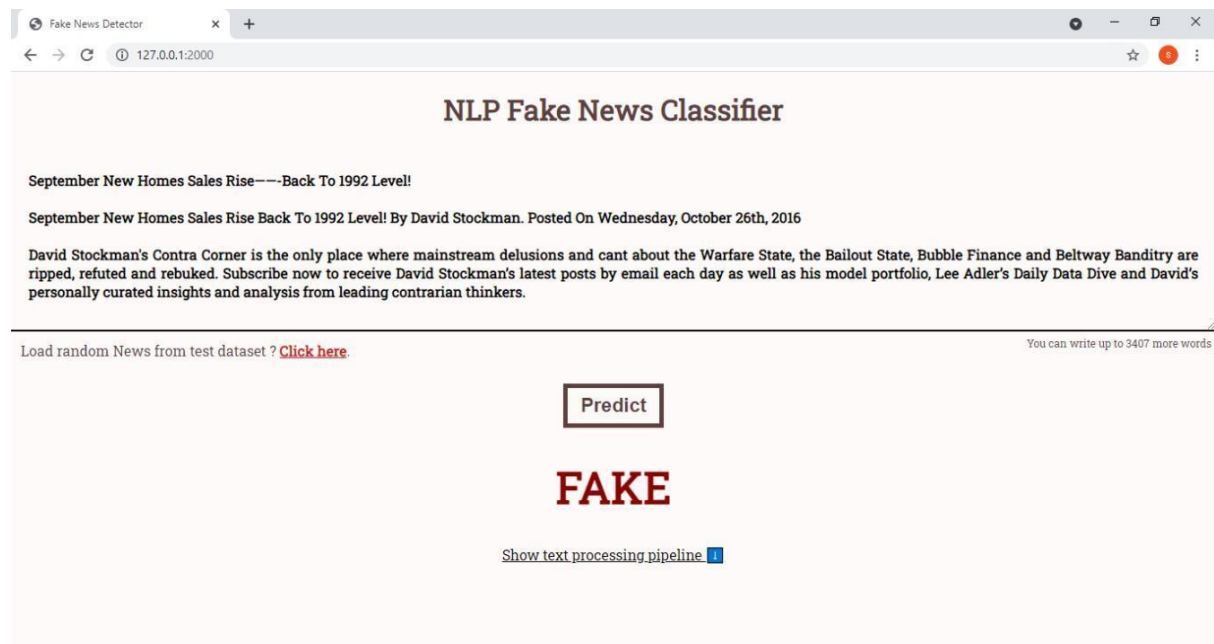 Fake News Detector
127.0.0.1:2000
S
NLP Fake News Classifier
September New Homes Sales Rise——-Back To 1992 Level!
September New Homes Sales Rise Back To 1992 Level! By David Stockman. Posted On Wednesday, October 26th, 2016
David Stockman's Contra Corner is the only place where mainstream delusions and cant about the Warfare State, the Bailout State, Bubble Finance and Beltway Banditry are
ripped, refuted and rebuked. Subscribe now to receive David Stockman's latest posts by email each day as well as his model portfolio, Lee Adler's Daily Data Dive and David's
personally curated insights and analysis from leading contrarian thinkers.
Load random News from test dataset ? Click here.
You can write up to 3407 more words
Predict
FAKE
Show text processing pipeline ↓